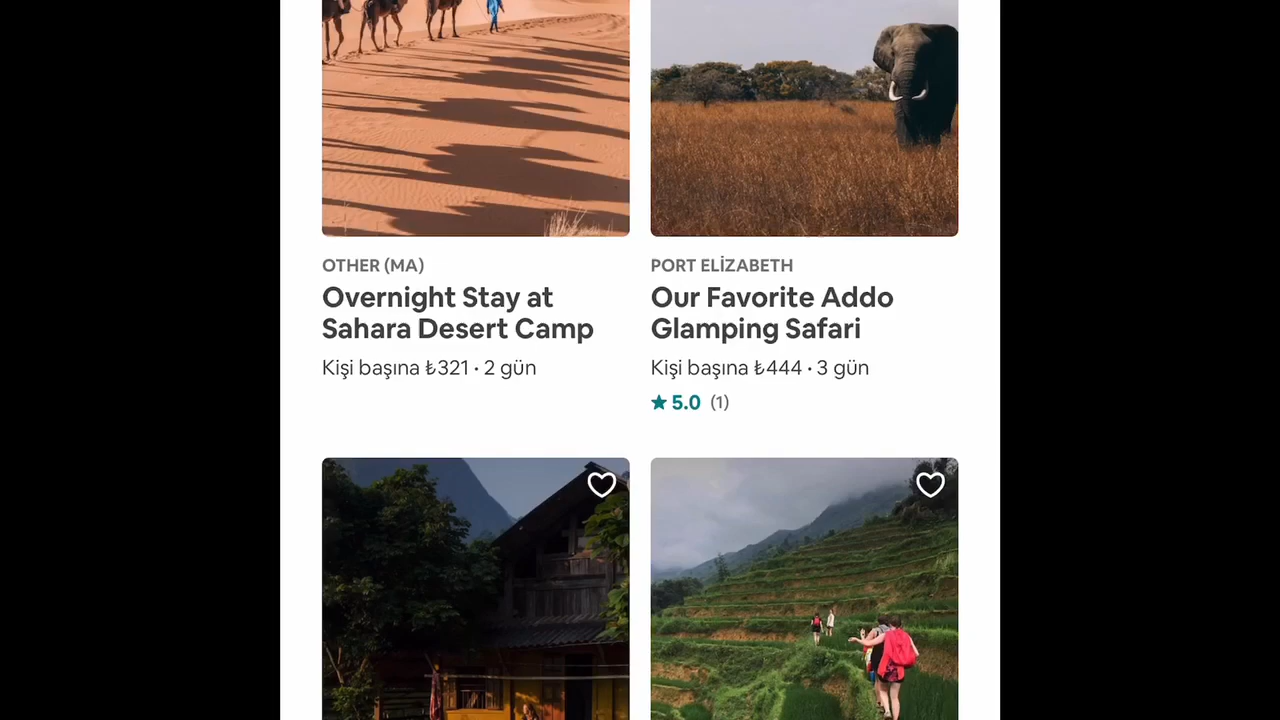 OTHER (MA)
Overnight Stay at
Sahara Desert Camp
Kişi başına ₺321 · 2 gün
PORT ELİZABETH
Our Favorite Addo
Glamping Safari
Kişi başına ₺444 · 3 gün
★ 5.0 (1)